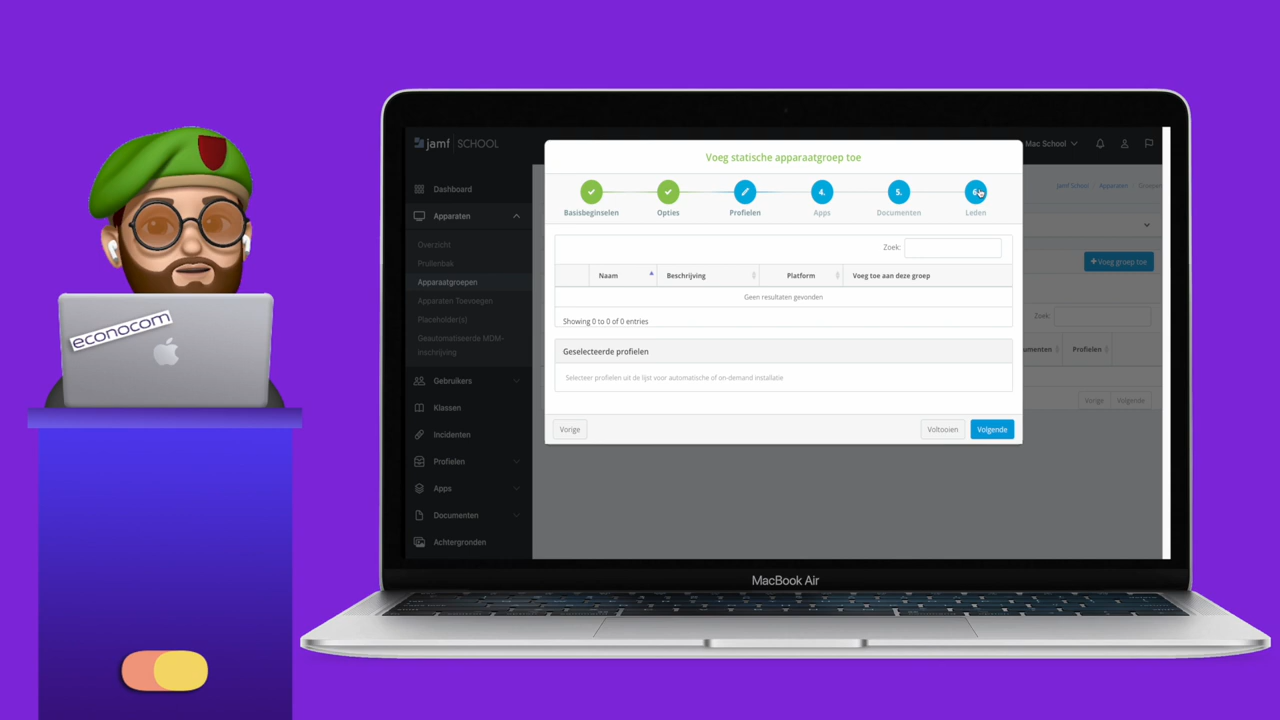 jamf SCHOOL
Mac School
Dashboard
Apparaten
Overzicht
Prullenbak
Apparaatgroepen
Apparaten Toevoegen
Placeholder(s)
Geautomatiseerde MDM-
inschrijving
Gebruikers
Klassen
Incidenten
Profielen
Apps
Documenten
Achtergronden
Voeg statische apparaatgroep toe
4. 5. 6.
Basisbeginselen Opties Profielen Apps Documenten Leden
Zoek:
Naam Beschrijving Platform Voeg toe aan deze groep
Geen resultaten gevonden
Showing 0 to 0 of 0 entries
Geselecteerde profielen
Selecteer profielen uit de lijst voor automatische of on-demand installatie
Vorige Voltooien Volgende
Jamf School Apparaten Groepen
+Voeg groep toe
Zoek:
umenten Profielen
Vorige Volgende
econocom
MacBook Air